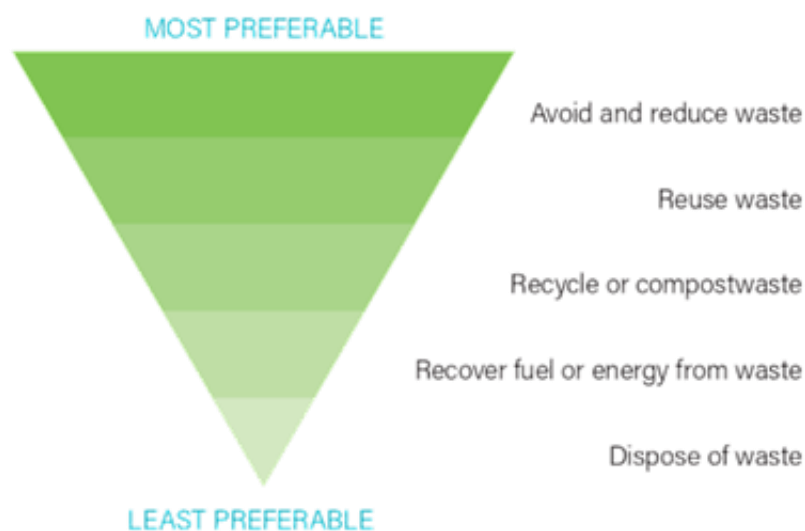 MOST PREFERABLE
Avoid and reduce waste
Reuse waste
Recycle or compostwaste
Recover fuel or energy from waste
Dispose of waste
LEAST PREFERABLE